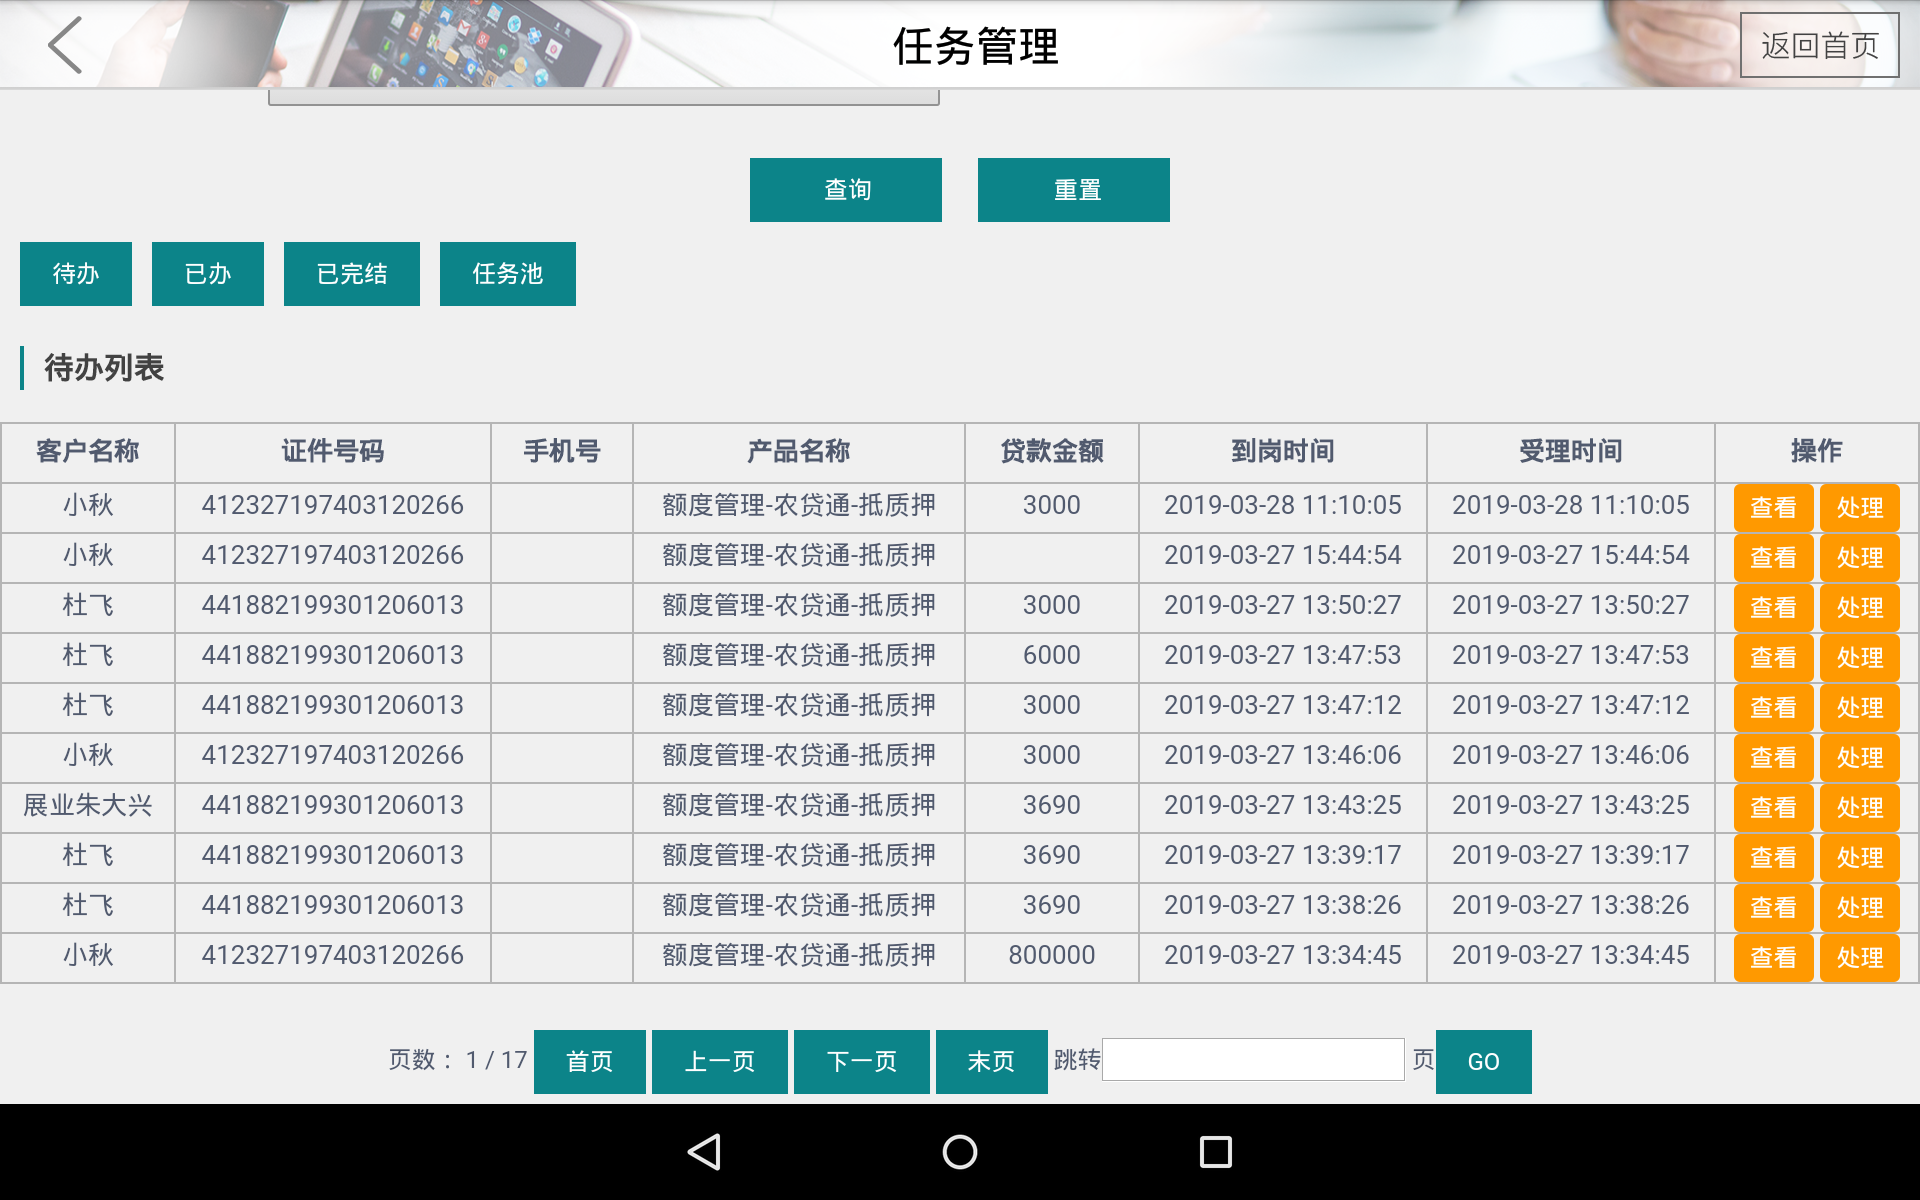 任务管理
返回首页
查询 重置
待办 已办 已完结 任务池
待办列表
客户名称 证件号码 手机号 产品名称 贷款金额 到岗时间 受理时间 操作
小秋 412327197403120266 额度管理-农贷通-抵质押 3000 2019-03-28 11:10:05 2019-03-28 11:10:05 查看 处理
小秋 412327197403120266 额度管理-农贷通-抵质押 2019-03-27 15:44:54 2019-03-27 15:44:54 查看 处理
杜飞 441882199301206013 额度管理-农贷通-抵质押 3000 2019-03-27 13:50:27 2019-03-27 13:50:27 查看 处理
杜飞 441882199301206013 额度管理-农贷通-抵质押 6000 2019-03-27 13:47:53 2019-03-27 13:47:53 查看 处理
杜飞 441882199301206013 额度管理-农贷通-抵质押 3000 2019-03-27 13:47:12 2019-03-27 13:47:12 查看 处理
小秋 412327197403120266 额度管理-农贷通-抵质押 3000 2019-03-27 13:46:06 2019-03-27 13:46:06 查看 处理
展业朱大兴 441882199301206013 额度管理-农贷通-抵质押 3690 2019-03-27 13:43:25 2019-03-27 13:43:25 查看 处理
杜飞 441882199301206013 额度管理-农贷通-抵质押 3690 2019-03-27 13:39:17 2019-03-27 13:39:17 查看 处理
杜飞 441882199301206013 额度管理-农贷通-抵质押 3690 2019-03-27 13:38:26 2019-03-27 13:38:26 查看 处理
小秋 412327197403120266 额度管理-农贷通-抵质押 800000 2019-03-27 13:34:45 2019-03-27 13:34:45 查看 处理
页数：1 / 17 首页 上一页 下一页 末页 跳转 页 GO